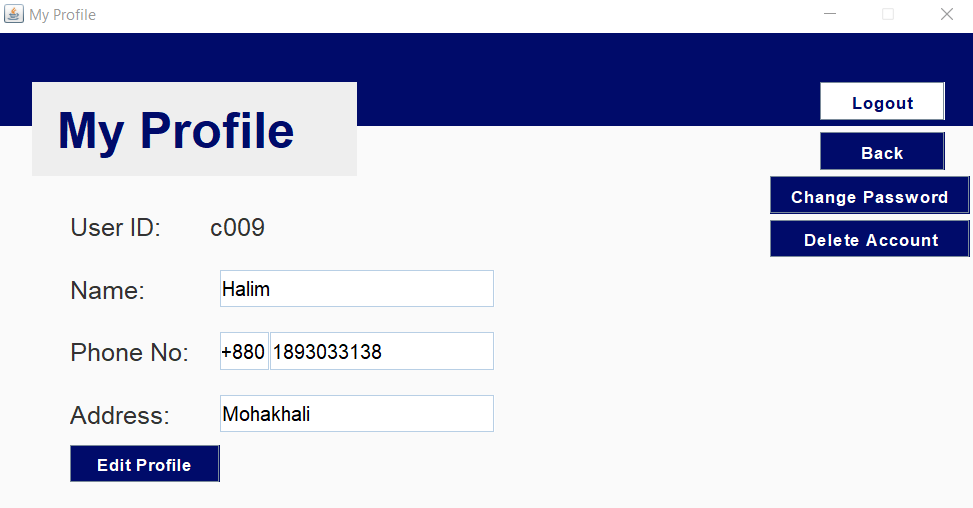 My Profile
Logout
My Profile
Back
Change Password
User ID: c009
Delete Account
Name: Halim
Phone No: +880 1893033138
Address: Mohakhali
Edit Profile